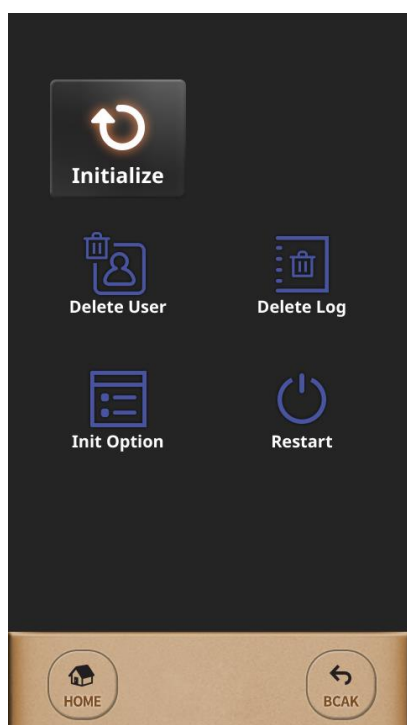 Initialize
Delete User
Delete Log
Init Option
Restart
HOME
BCAK